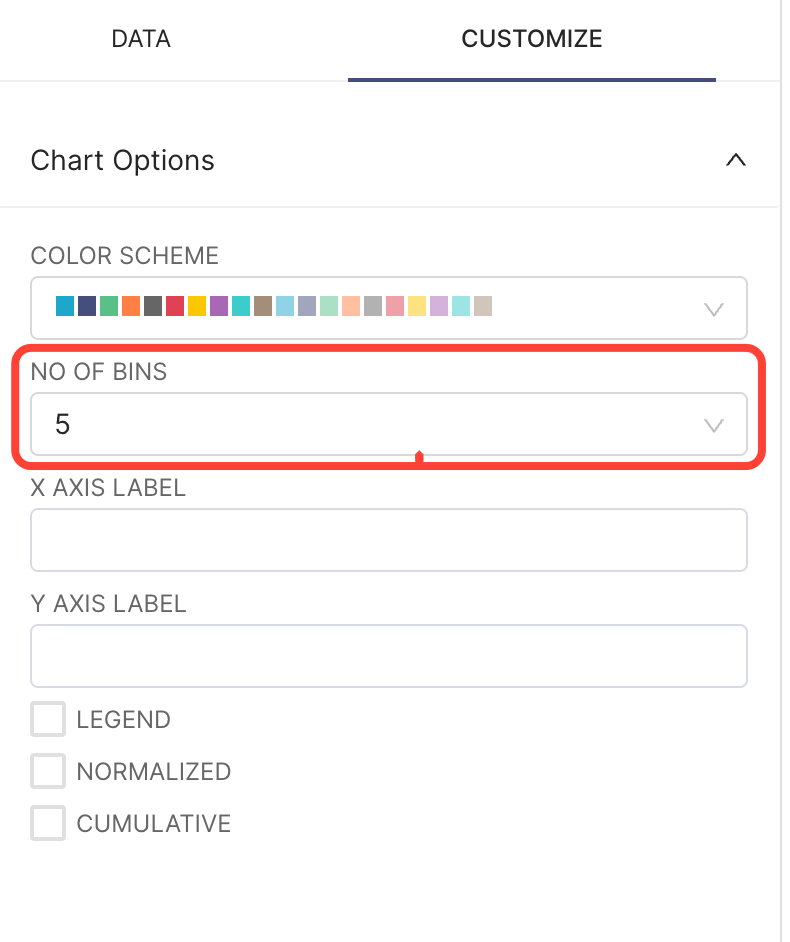 DATA CUSTOMIZE
Chart Options
COLOR SCHEME
NO OF BINS
5
X AXIS LABEL
Y AXIS LABEL
LEGEND
NORMALIZED
CUMULATIVE